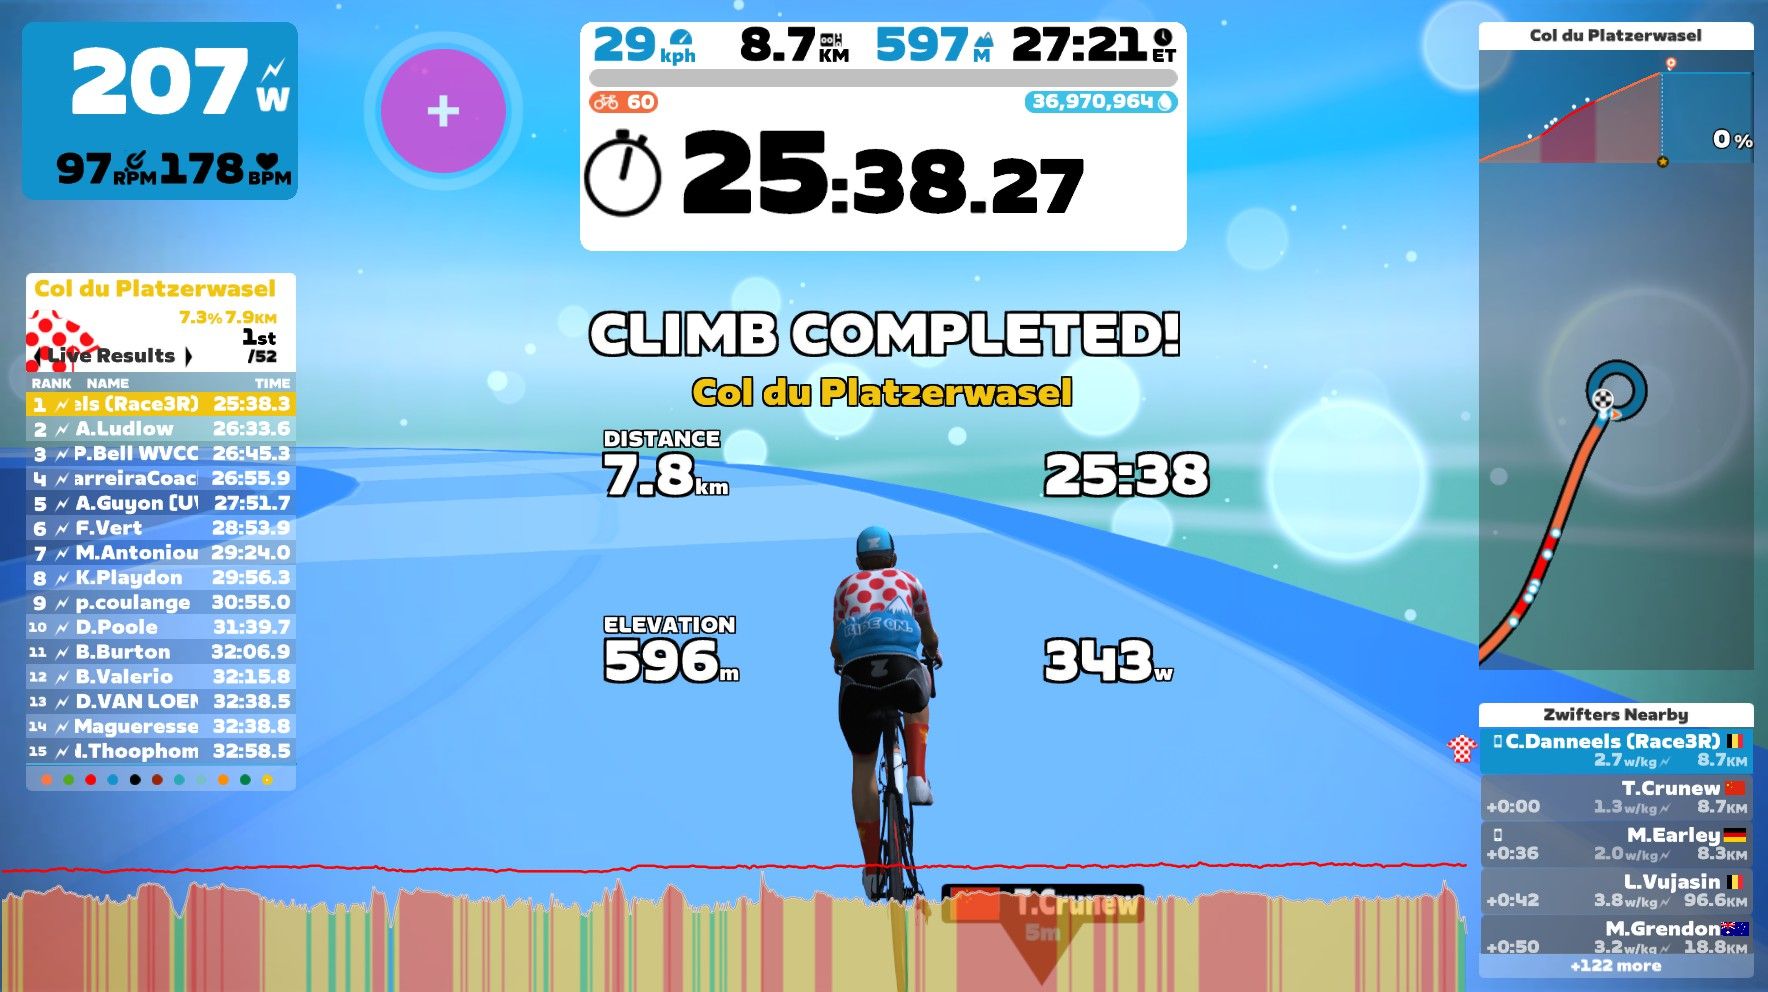 207 W
97 RPM 178 BPM
29 kph 8.7 KM 597 M 27:21 ET
60 36,970,964
25:38.27
CLIMB COMPLETED!
Col du Platzerwasel
DISTANCE
7.8km
25:38
ELEVATION
596m
343w
RIDE ON.
Z
T.Crunew
5m
Col du Platzerwasel
7.3% 7.9KM
1st
/52
Live Results
RANK NAME TIME
1 els (Race3R) 25:38.3
2 A.Ludlow 26:33.6
3 P.Bell WVCC 26:45.3
4 arreiraCoac 26:55.9
5 A.Guyon [U 27:51.7
6 F.Vert 28:53.9
7 M.Antoniou 29:24.0
8 K.Playdon 29:56.3
9 p.coulange 30:55.0
10 D.Poole 31:39.7
11 B.Burton 32:06.9
12 B.Valerio 32:15.8
13 D.VAN LOE 32:38.5
14 Magueresse 32:38.8
15 .Thoophom 32:58.5
Col du Platzerwasel
0 %
Zwifters Nearby
C.Danneels (Race3R)
2.7w/kg 8.7KM
T.Crunew
+0:00 1.3w/kg 8.7KM
M.Earley
+0:36 2.0w/kg 8.3KM
L.Vujasin
+0:42 3.8w/kg 96.6KM
M.Grendon
+0:50 3.2w/kg 18.8KM
+122 more